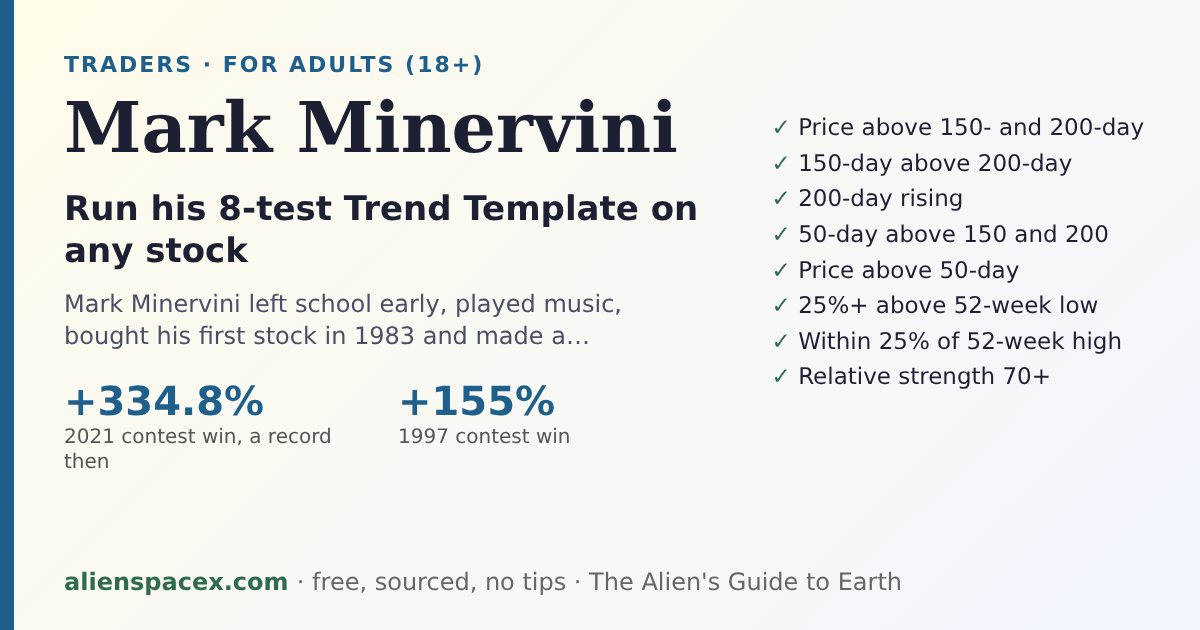 TRADERS · FOR ADULTS (18+)
Mark Minervini
Run his 8-test Trend Template on
any stock
Mark Minervini left school early, played music,
bought his first stock in 1983 and made a…
+334.8%
2021 contest win, a record
then
+155%
1997 contest win
✓ Price above 150- and 200-day
✓ 150-day above 200-day
✓ 200-day rising
✓ 50-day above 150 and 200
✓ Price above 50-day
✓ 25%+ above 52-week low
✓ Within 25% of 52-week high
✓ Relative strength 70+
alienspacex.com · free, sourced, no tips · The Alien's Guide to Earth